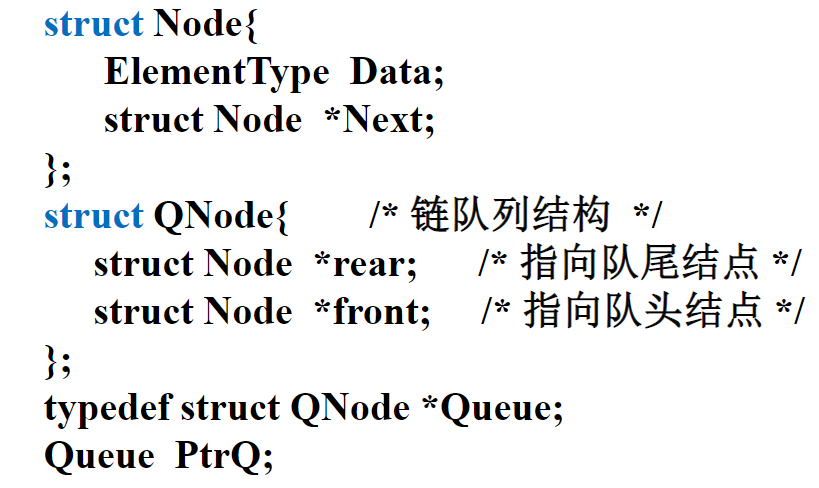 struct Node{
ElementType Data;
struct Node *Next;
};
struct QNode{ /* 链队列结构 */
struct Node *rear; /* 指向队尾结点 */
struct Node *front; /* 指向队头结点 */
};
typedef struct QNode *Queue;
Queue PtrQ;